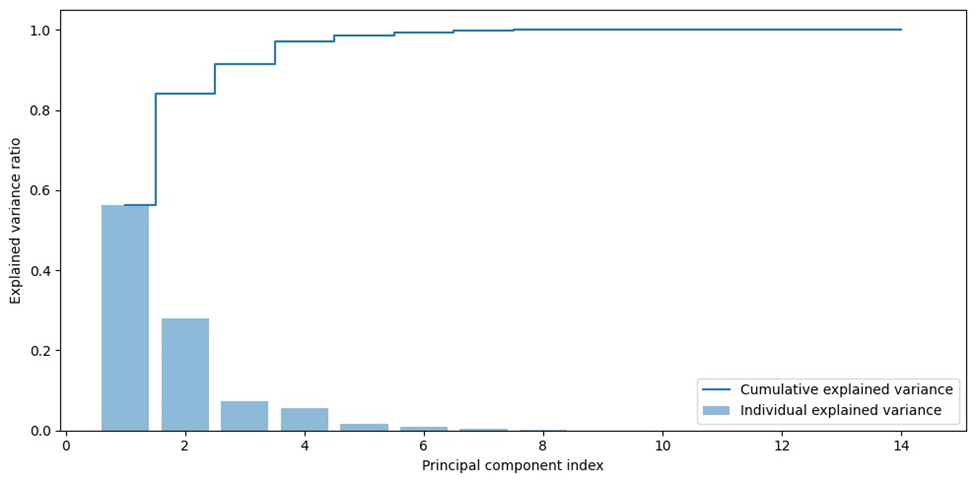 1.0
0.8
0.6
0.4
0.2
0.0
Explained variance ratio
Cumulative explained variance
Individual explained variance
0 2 4 6 8 10 12 14
Principal component index